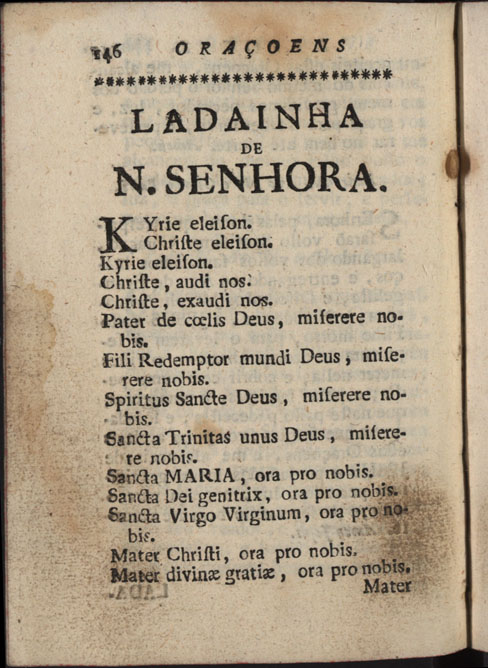 146 ORAÇOENS
LADAINHA
DE
N. SENHORA.
KYrie eleiſon.
Chriſte eleiſon.
Kyrie eleiſon.
Chriſte, audi nos.
Chriſte, exaudi nos.
Pater de cœlis Deus, miſerere no-
bis.
Fili Redemptor mundi Deus, miſe-
rere nobis.
Spiritus Sancte Deus, miſerere no-
bis.
Sancta Trinitas unus Deus, miſere-
re nobis.
Sancta MARIA, ora pro nobis.
Sancta Dei genitrix, ora pro nobis.
Sancta Virgo Virginum, ora pro no-
bis.
Mater Chriſti, ora pro nobis.
Mater divinæ gratiæ, ora pro nobis.
Mater